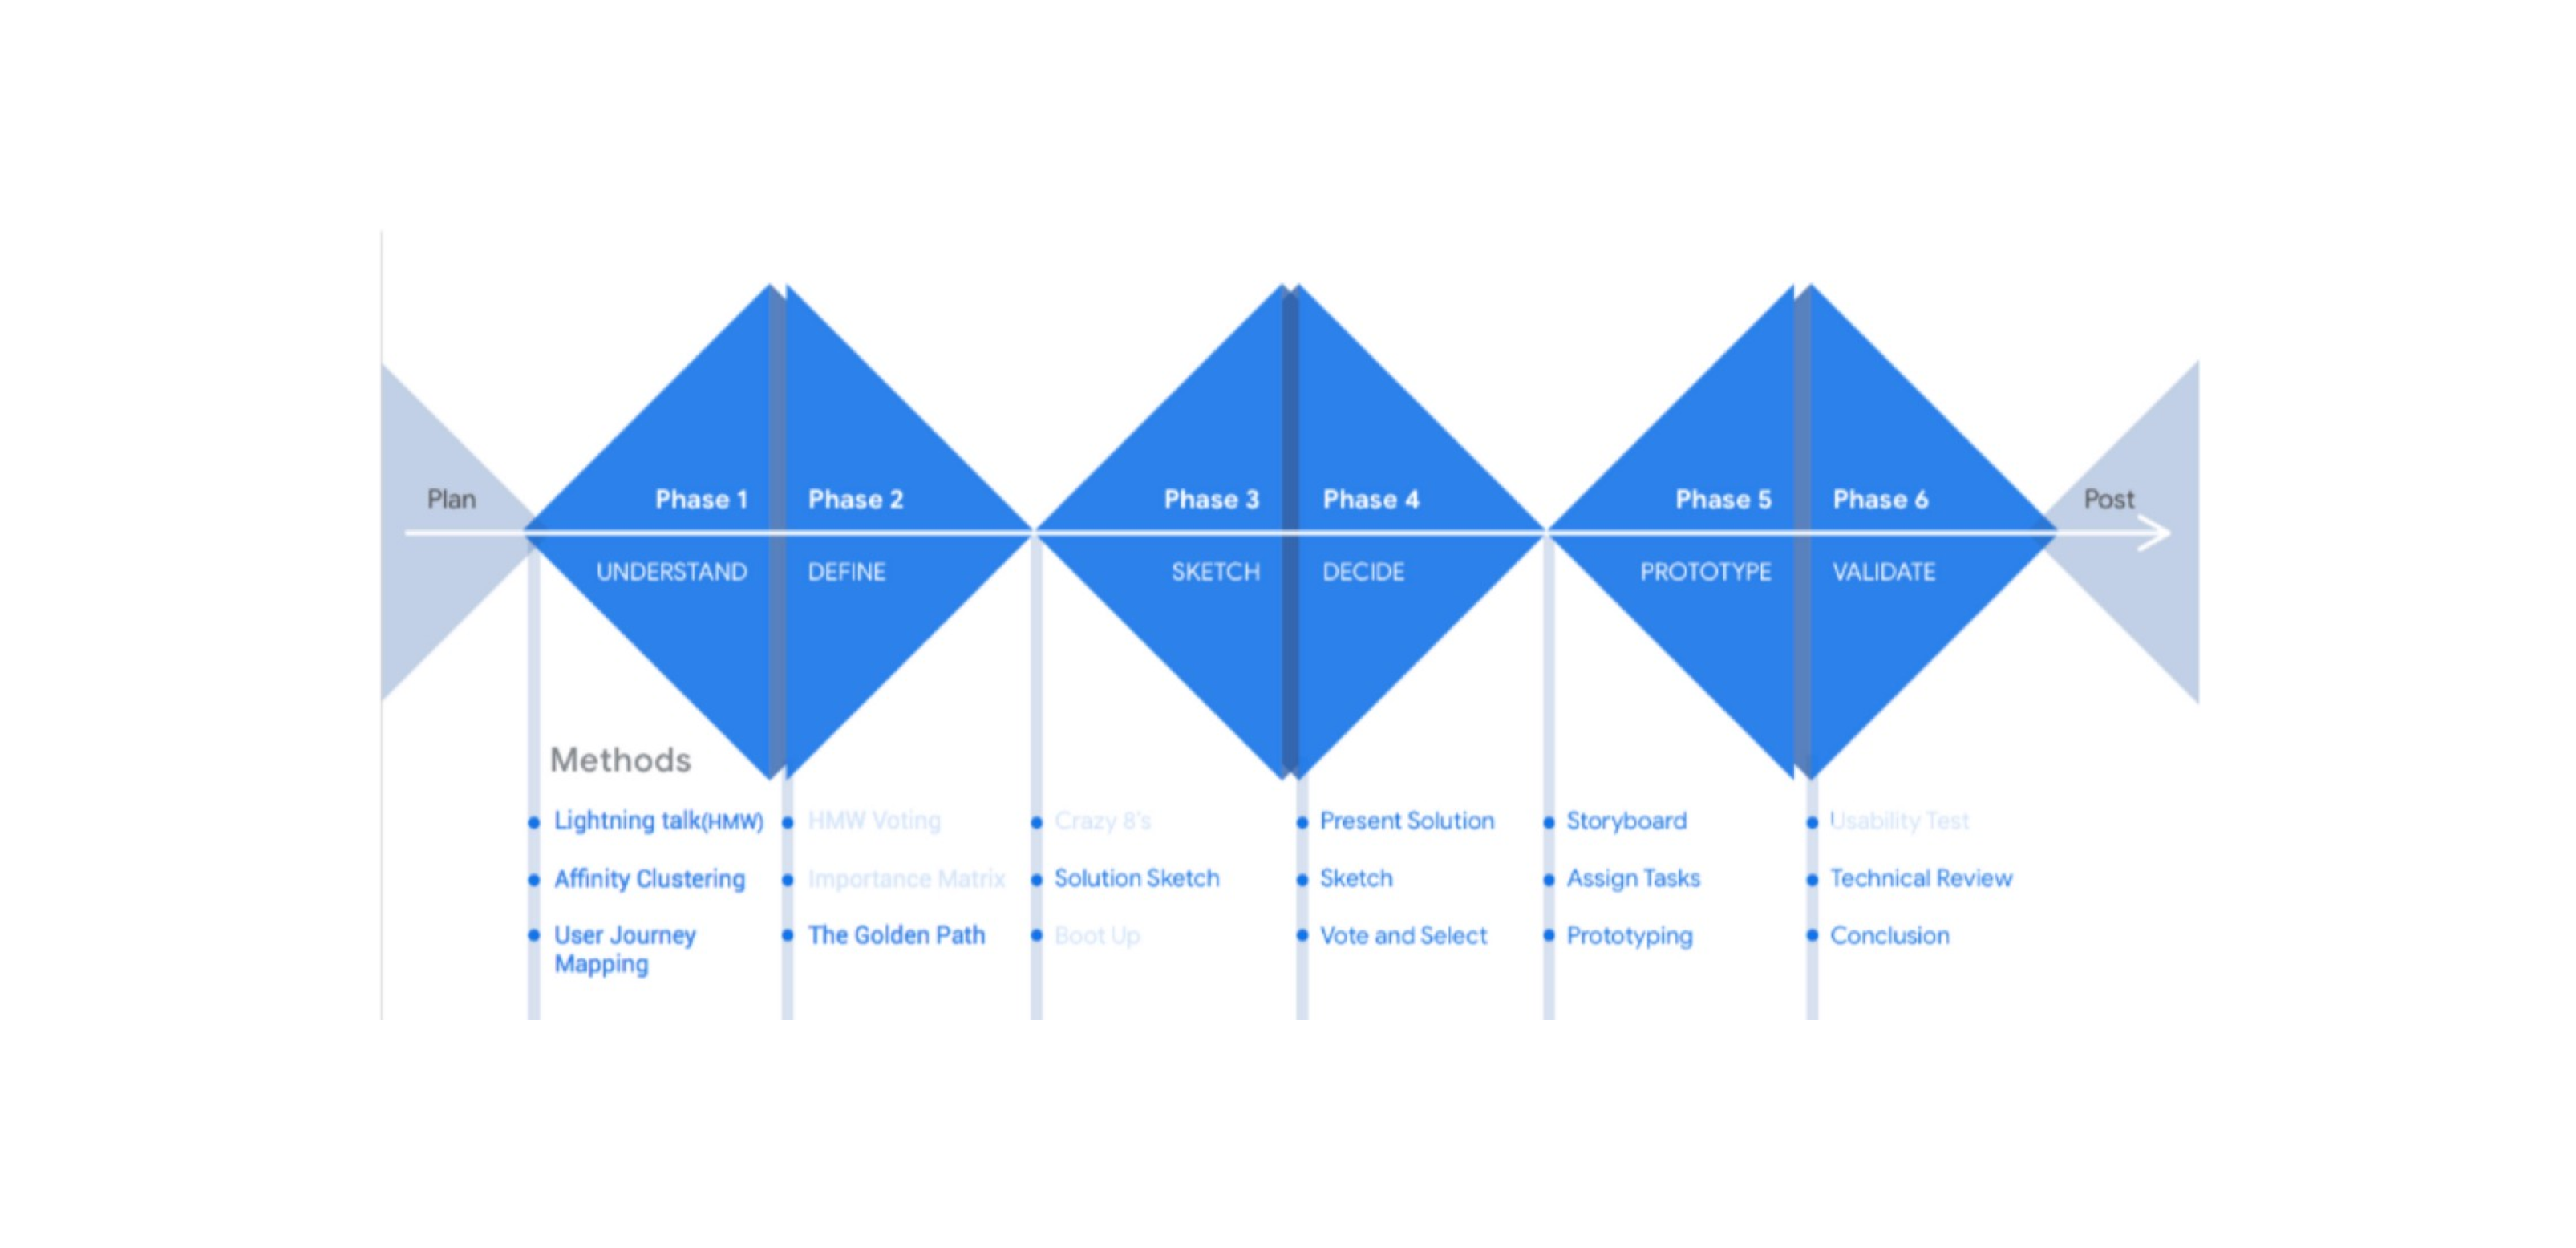 Plan
Phase 1
Phase 2
Phase 3
Phase 4
Phase 5
Phase 6
Post
UNDERSTAND
DEFINE
SKETCH
DECIDE
PROTOTYPE
VALIDATE
Methods
Lightning talk(HMW)
Affinity Clustering
User Journey
Mapping
HMW Voting
Importance Matrix
The Golden Path
Crazy 8's
Solution Sketch
Boot Up
Present Solution
Sketch
Vote and Select
Storyboard
Assign Tasks
Prototyping
Usability Test
Technical Review
Conclusion